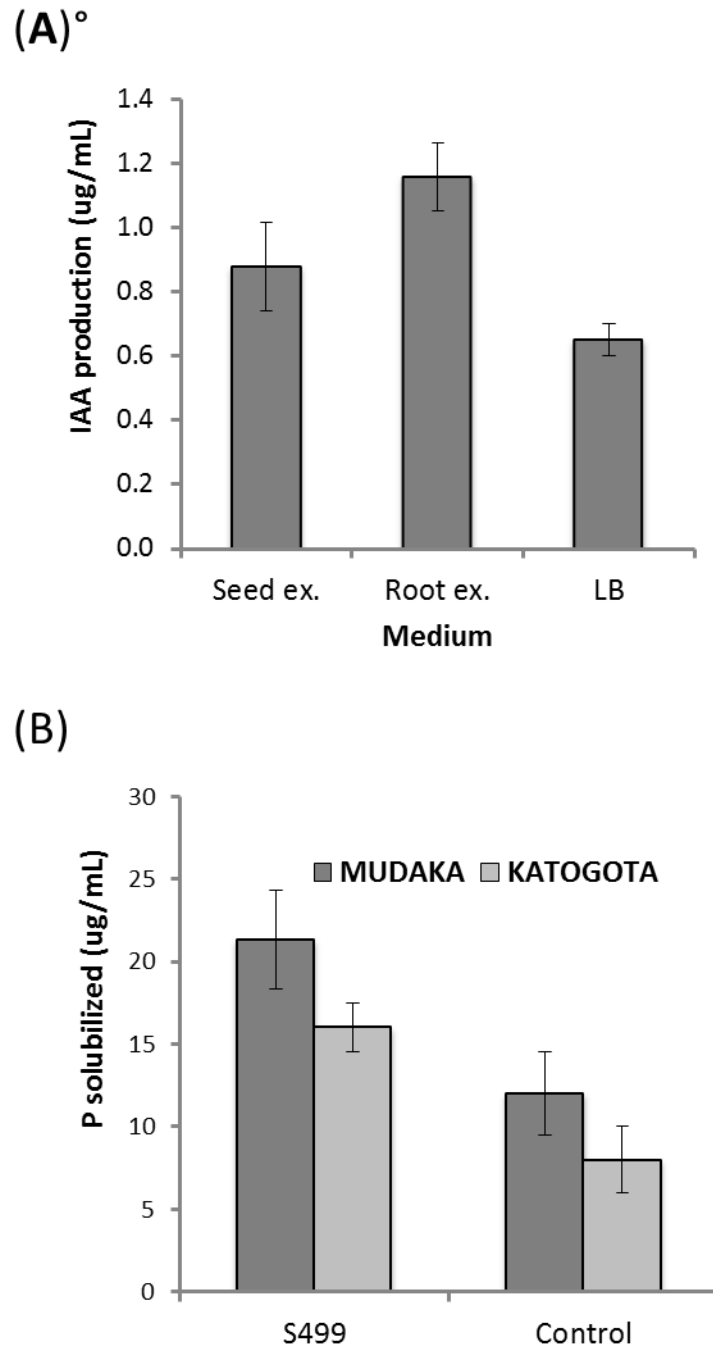 (A)°
IAA production (ug/mL)
1.4
1.2
1.0
0.8
0.6
0.4
0.2
0.0
Seed ex. Root ex. LB
Medium
(B)
P solubilized (ug/mL)
30
25
20
15
10
5
0
MUDAKA KATOGOTA
S499 Control